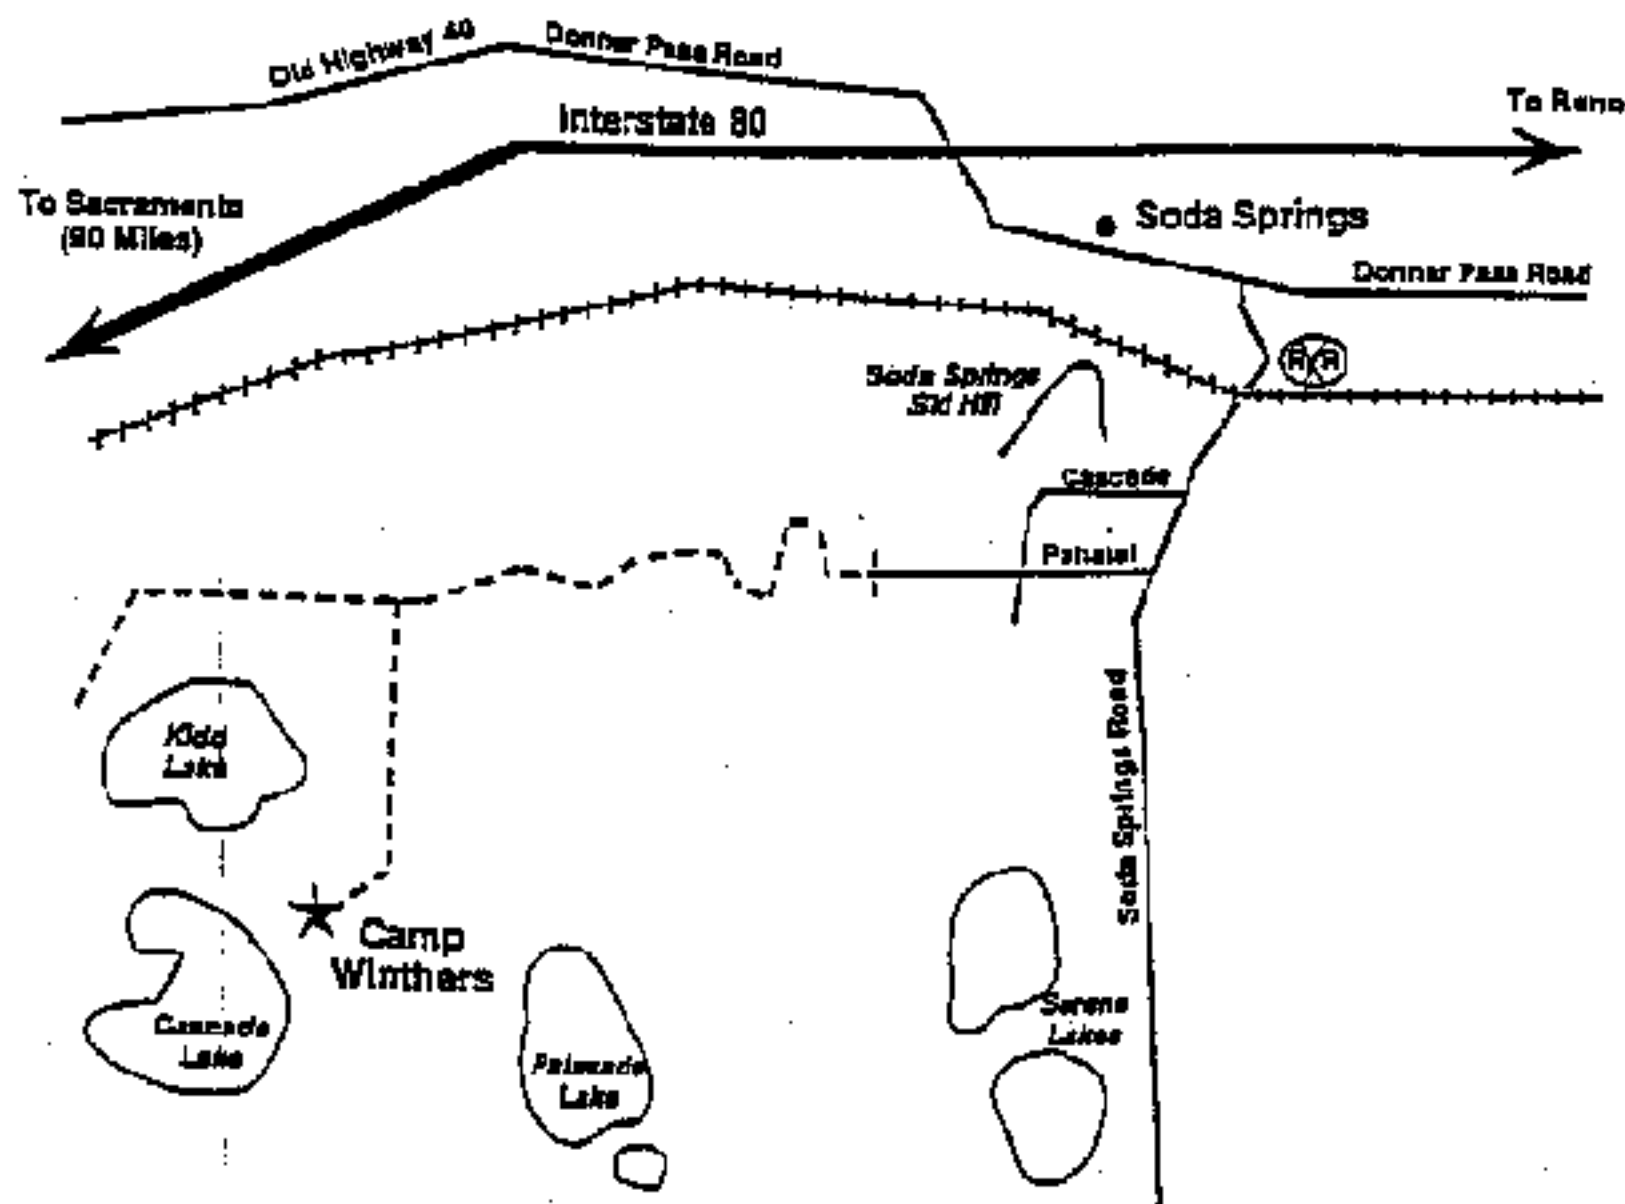 Old Highway 40
Donner Pass Road
Interstate 80
To Reno
To Sacramento
(90 Miles)
Soda Springs
Donner Pass Road
R R
Soda Springs
Ski Hill
Cascade
Pahatsi
Soda Springs Road
Kidd
Lake
Camp
Winthers
Cascade
Lake
Palisade
Lake
Serene
Lakes